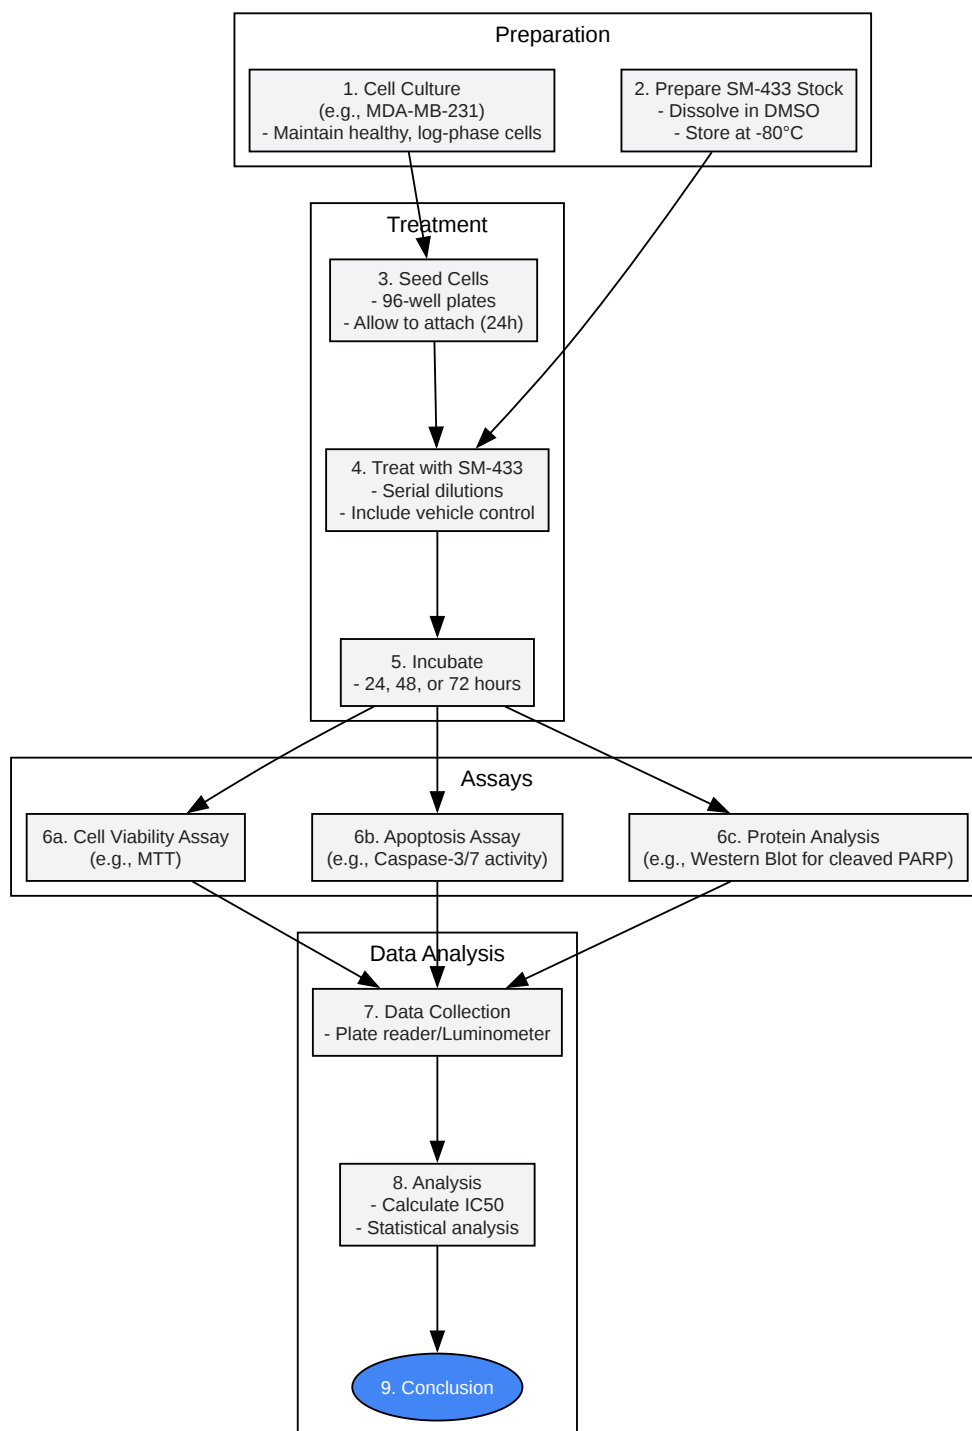 Preparation
1. Cell Culture
(e.g., MDA-MB-231)
- Maintain healthy, log-phase cells
2. Prepare SM-433 Stock
- Dissolve in DMSO
- Store at -80°C
Treatment
3. Seed Cells
- 96-well plates
- Allow to attach (24h)
4. Treat with SM-433
- Serial dilutions
- Include vehicle control
5. Incubate
- 24, 48, or 72 hours
Assays
6a. Cell Viability Assay
(e.g., MTT)
6b. Apoptosis Assay
(e.g., Caspase-3/7 activity)
6c. Protein Analysis
(e.g., Western Blot for cleaved PARP)
Data Analysis
7. Data Collection
- Plate reader/Luminometer
8. Analysis
- Calculate IC50
- Statistical analysis
9. Conclusion